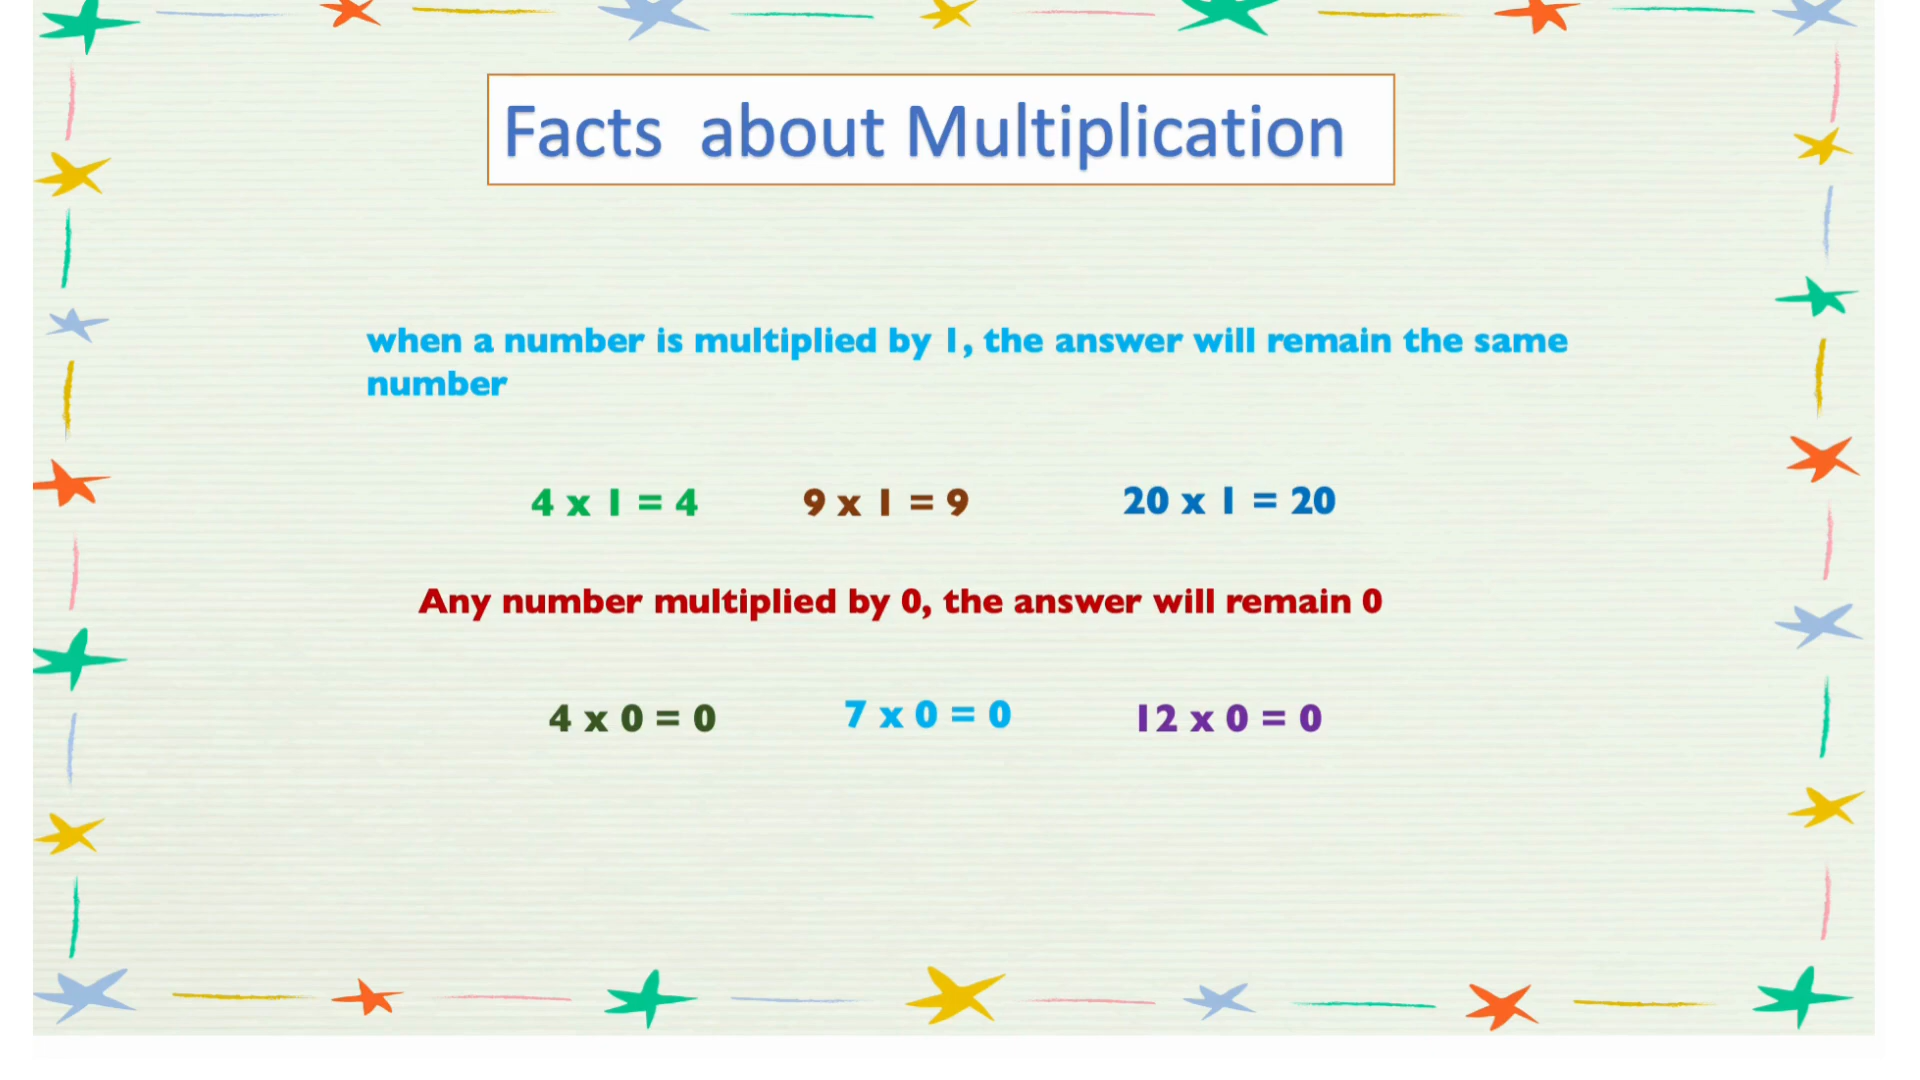 Facts  about Multiplication
when a number is multiplied by 1, the answer will remain the same
number
4 x 1 = 4 9 x 1 = 9 20 x 1 = 20
Any number multiplied by 0, the answer will remain 0
4 x 0 = 0 7 x 0 = 0 12 x 0 = 0